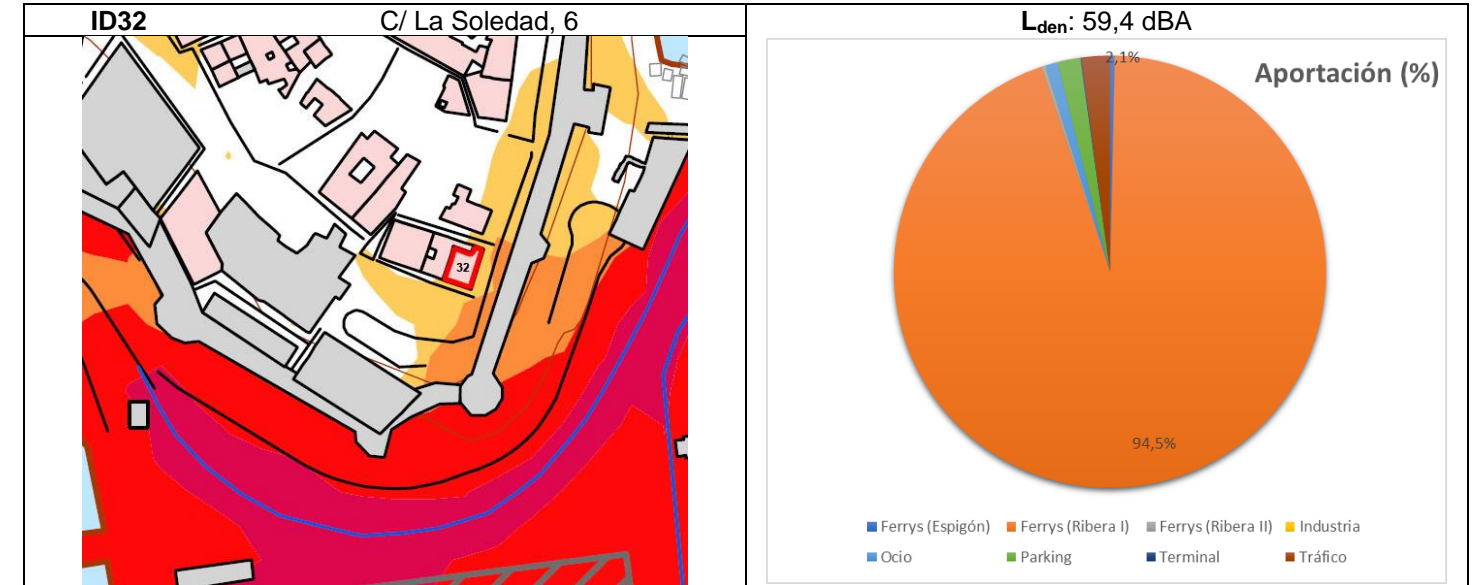 ID32 C/ La Soledad, 6
32
Lden: 59,4 dBA
Aportación (%)
2,1%
94,5%
Ferrys (Espigón) Ferrys (Ribera I) Ferrys (Ribera II) Industria
Ocio Parking Terminal Tráfico